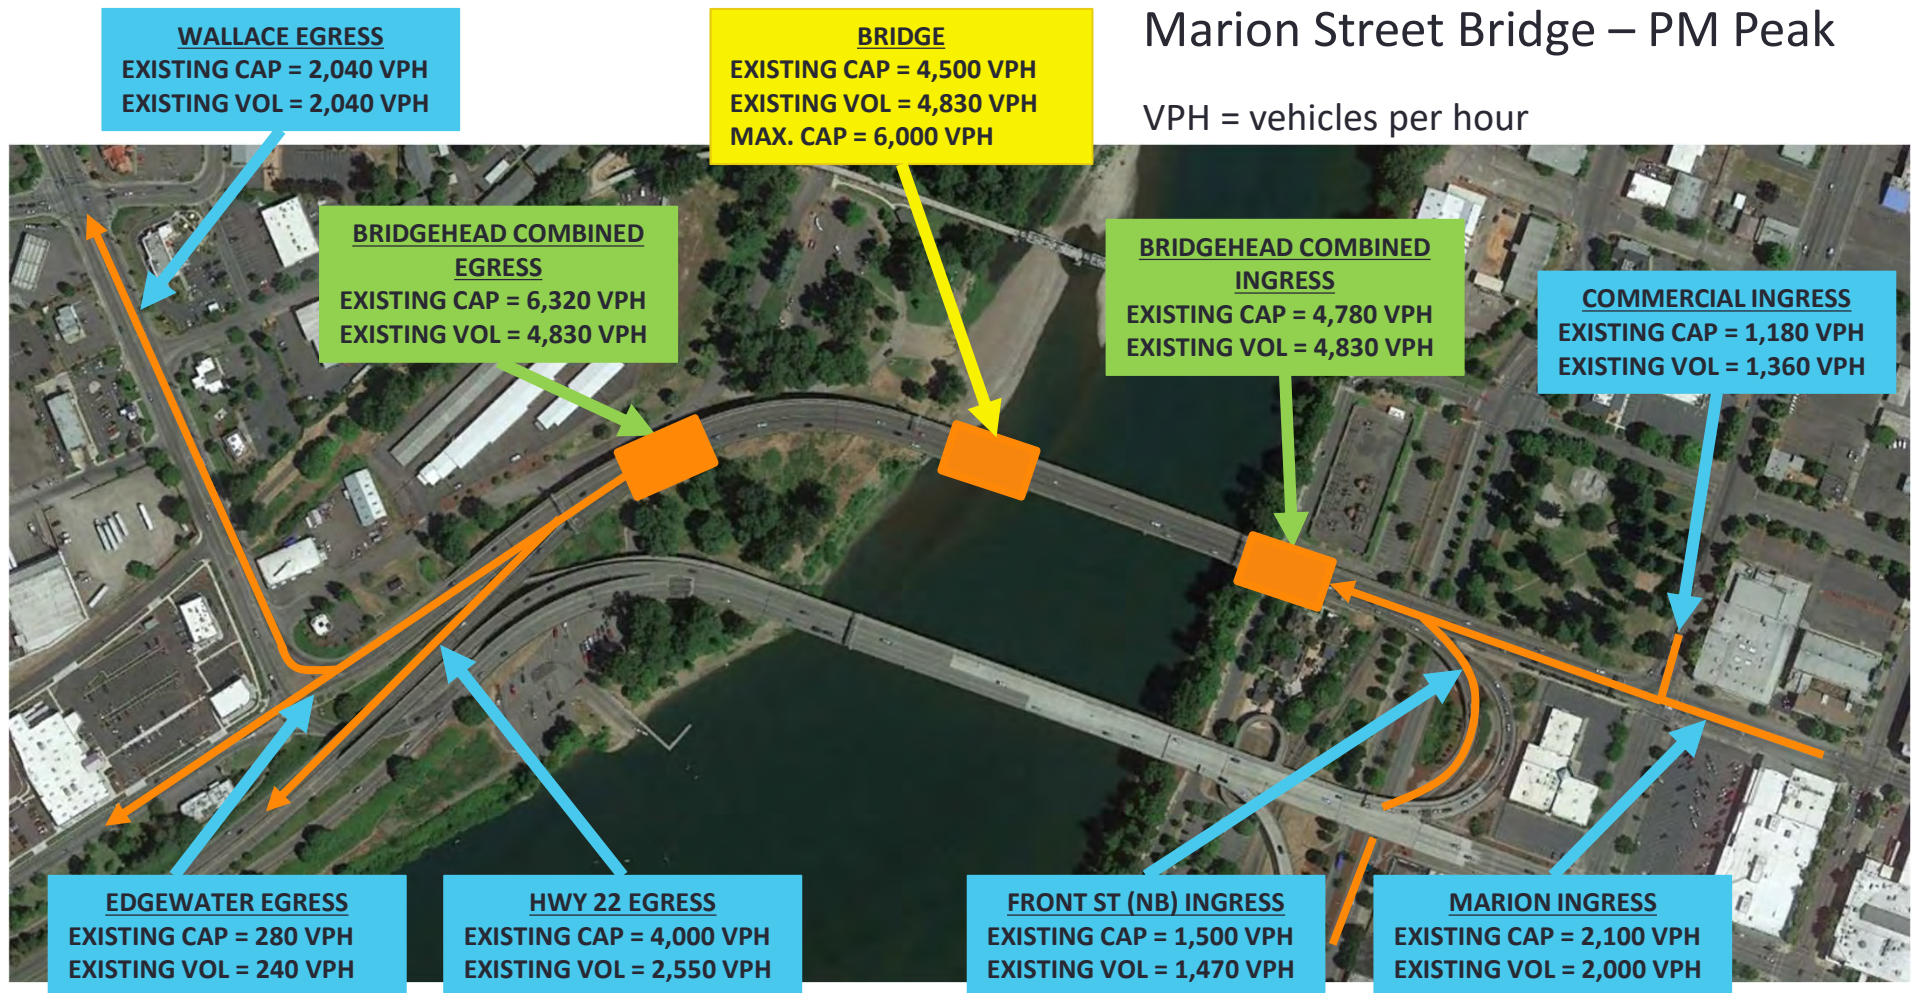 Marion Street Bridge – PM Peak
VPH = vehicles per hour
WALLACE EGRESS
EXISTING CAP = 2,040 VPH
EXISTING VOL = 2,040 VPH
BRIDGE
EXISTING CAP = 4,500 VPH
EXISTING VOL = 4,830 VPH
MAX. CAP = 6,000 VPH
BRIDGEHEAD COMBINED
EGRESS
EXISTING CAP = 6,320 VPH
EXISTING VOL = 4,830 VPH
BRIDGEHEAD COMBINED
INGRESS
EXISTING CAP = 4,780 VPH
EXISTING VOL = 4,830 VPH
COMMERCIAL INGRESS
EXISTING CAP = 1,180 VPH
EXISTING VOL = 1,360 VPH
EDGEWATER EGRESS
EXISTING CAP = 280 VPH
EXISTING VOL = 240 VPH
HWY 22 EGRESS
EXISTING CAP = 4,000 VPH
EXISTING VOL = 2,550 VPH
FRONT ST (NB) INGRESS
EXISTING CAP = 1,500 VPH
EXISTING VOL = 1,470 VPH
MARION INGRESS
EXISTING CAP = 2,100 VPH
EXISTING VOL = 2,000 VPH